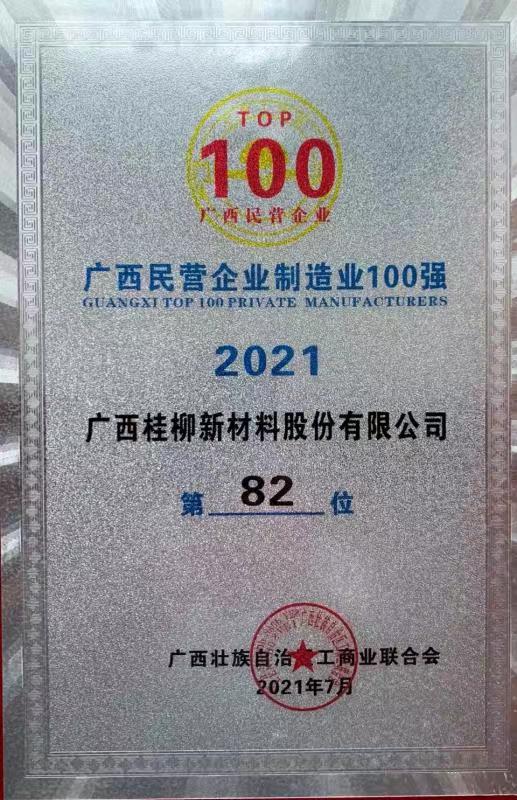 TOP
100
广西民营企业
广西民营企业制造业100强
GUANGXI TOP 100 PRIVATE MANUFACTURERS
2021
广西桂柳新材料股份有限公司
第82位
广西壮族自治 工商业联合会
2021年7月